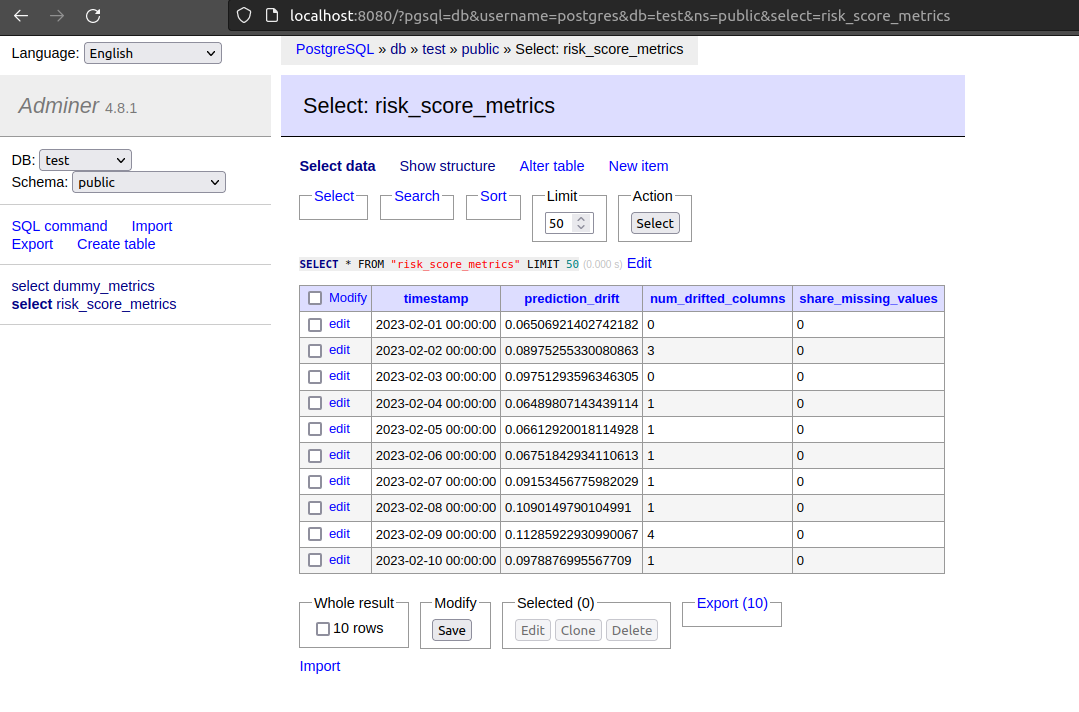 localhost:8080/?pgsql=db&username=postgres&db=test&ns=public&select=risk_score_metrics
Language: English
PostgreSQL » db » test » public » Select: risk_score_metrics
Adminer 4.8.1
Select: risk_score_metrics
DB: test
Schema: public
SQL command Import
Export Create table
select dummy_metrics
select risk_score_metrics
Select data Show structure Alter table New item
Select Search Sort Limit Action
50 Select
SELECT * FROM "risk_score_metrics" LIMIT 50 (0.000 s) Edit
Modify timestamp prediction_drift num_drifted_columns share_missing_values
edit 2023-02-01 00:00:00 0.06506921402742182 0 0
edit 2023-02-02 00:00:00 0.08975255330080863 3 0
edit 2023-02-03 00:00:00 0.09751293596346305 0 0
edit 2023-02-04 00:00:00 0.06489807143439114 1 0
edit 2023-02-05 00:00:00 0.06612920018114928 1 0
edit 2023-02-06 00:00:00 0.06751842934110613 1 0
edit 2023-02-07 00:00:00 0.09153456775982029 1 0
edit 2023-02-08 00:00:00 0.1090149790104991 1 0
edit 2023-02-09 00:00:00 0.11285922930990067 4 0
edit 2023-02-10 00:00:00 0.0978876995567709 1 0
Whole result Modify Selected (0) Export (10)
10 rows Save Edit Clone Delete
Import